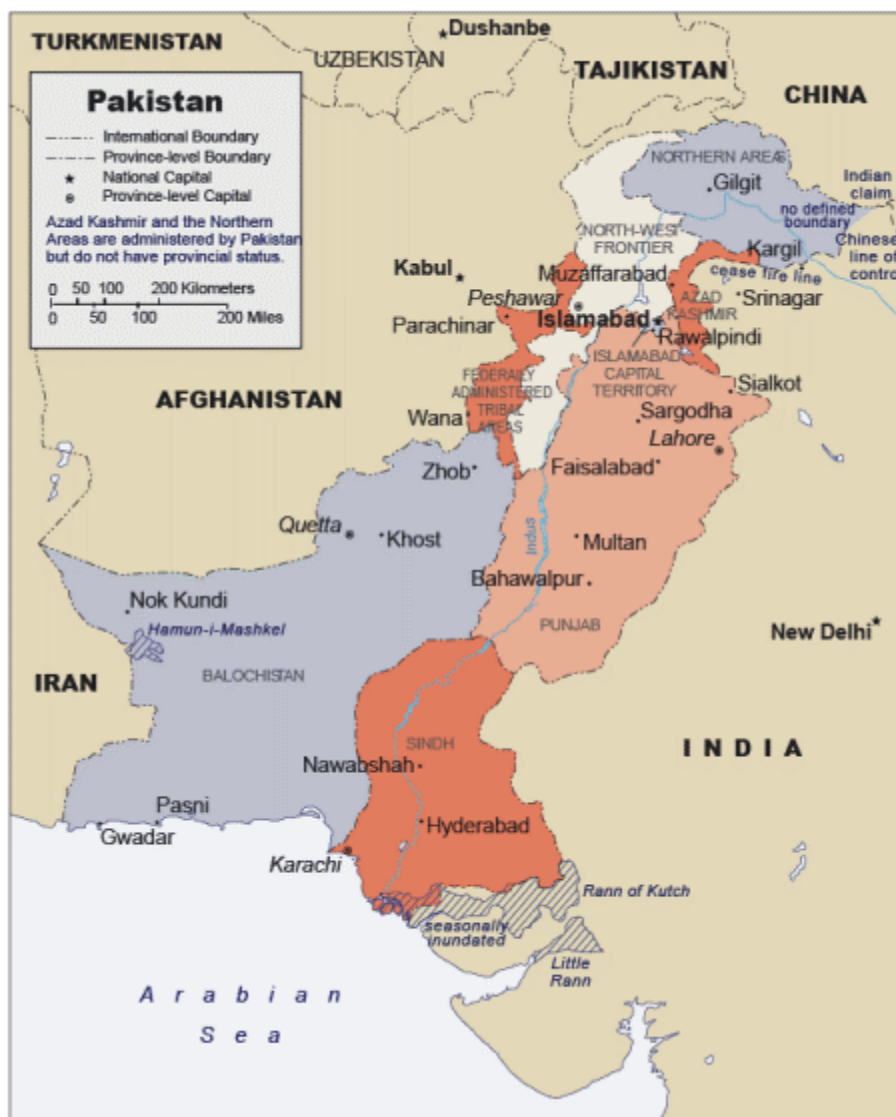 TURKMENISTAN
UZBEKISTAN
Dushanbe
TAJIKISTAN
CHINA
Pakistan
International Boundary
Province-level Boundary
National Capital
Province-level Capital
Azad Kashmir and the Northern
Areas are administered by Pakistan
but do not have provincial status.
0 50 100 200 Kilometers
0 50 100 200 Miles
NORTHERN AREAS
Gilgit
Indian
claim
no defined
boundary
Chinese
line of
control
NORTH-WEST
FRONTIER
Kargil
cease fire line
Kabul
Muzaffarabad
Peshawar
AZAD
KASHMIR
Srinagar
Parachinar
Islamabad
Rawalpindi
ISLAMABAD
CAPITAL
TERRITORY
FEDERALLY
ADMINISTERED
TRIBAL
AREAS
Sialkot
AFGHANISTAN
Wana
Sargodha
Lahore
Zhob
Faisalabad
Quetta
Khost
Indus
Multan
Bahawalpur
Nok Kundi
Hamun-i-Mashkel
PUNJAB
New Delhi
IRAN
BALOCHISTAN
SINDH
INDIA
Nawabshah
Pasni
Gwadar
Hyderabad
Karachi
Rann of Kutch
seasonally
inundated
Little
Rann
Arabian
Sea